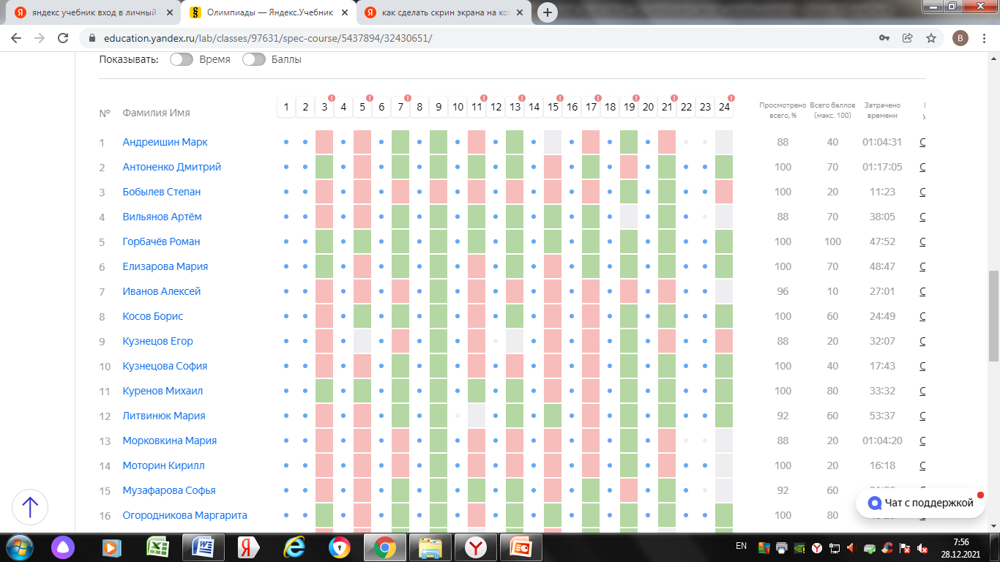 яндекс учебник вход в личный
Олимпиады — Яндекс.Учебник
как сделать скрин экрана на ко
education.yandex.ru/lab/classes/97631/spec-course/5437894/32430651/
B
Показывать: Время Баллы
№ Фамилия Имя 1 2 3 4 5 6 7 8 9 10 11 12 13 14 15 16 17 18 19 20 21 22 23 24 Просмотрено всего, % Всего баллов (макс. 100) Затрачено времени
1 Андреишин Марк 88 40 01:04:31 С
2 Антоненко Дмитрий 100 70 01:17:05 С
3 Бобылев Степан 100 20 11:23 С
4 Вильянов Артём 88 70 38:05 С
5 Горбачёв Роман 100 100 47:52 С
6 Елизарова Мария 100 70 48:47 С
7 Иванов Алексей 96 10 27:01 С
8 Косов Борис 100 60 24:49 С
9 Кузнецов Егор 88 20 32:07 С
10 Кузнецова София 100 40 17:43 С
11 Куренов Михаил 100 80 33:32 С
12 Литвинюк Мария 92 60 53:37 С
13 Морковкина Мария 88 20 01:04:20 С
14 Моторин Кирилл 100 20 16:18 С
15 Музафарова Софья 92 60
16 Огородникова Маргарита 100 80
Чат с поддержкой
EN
7:56
28.12.2021